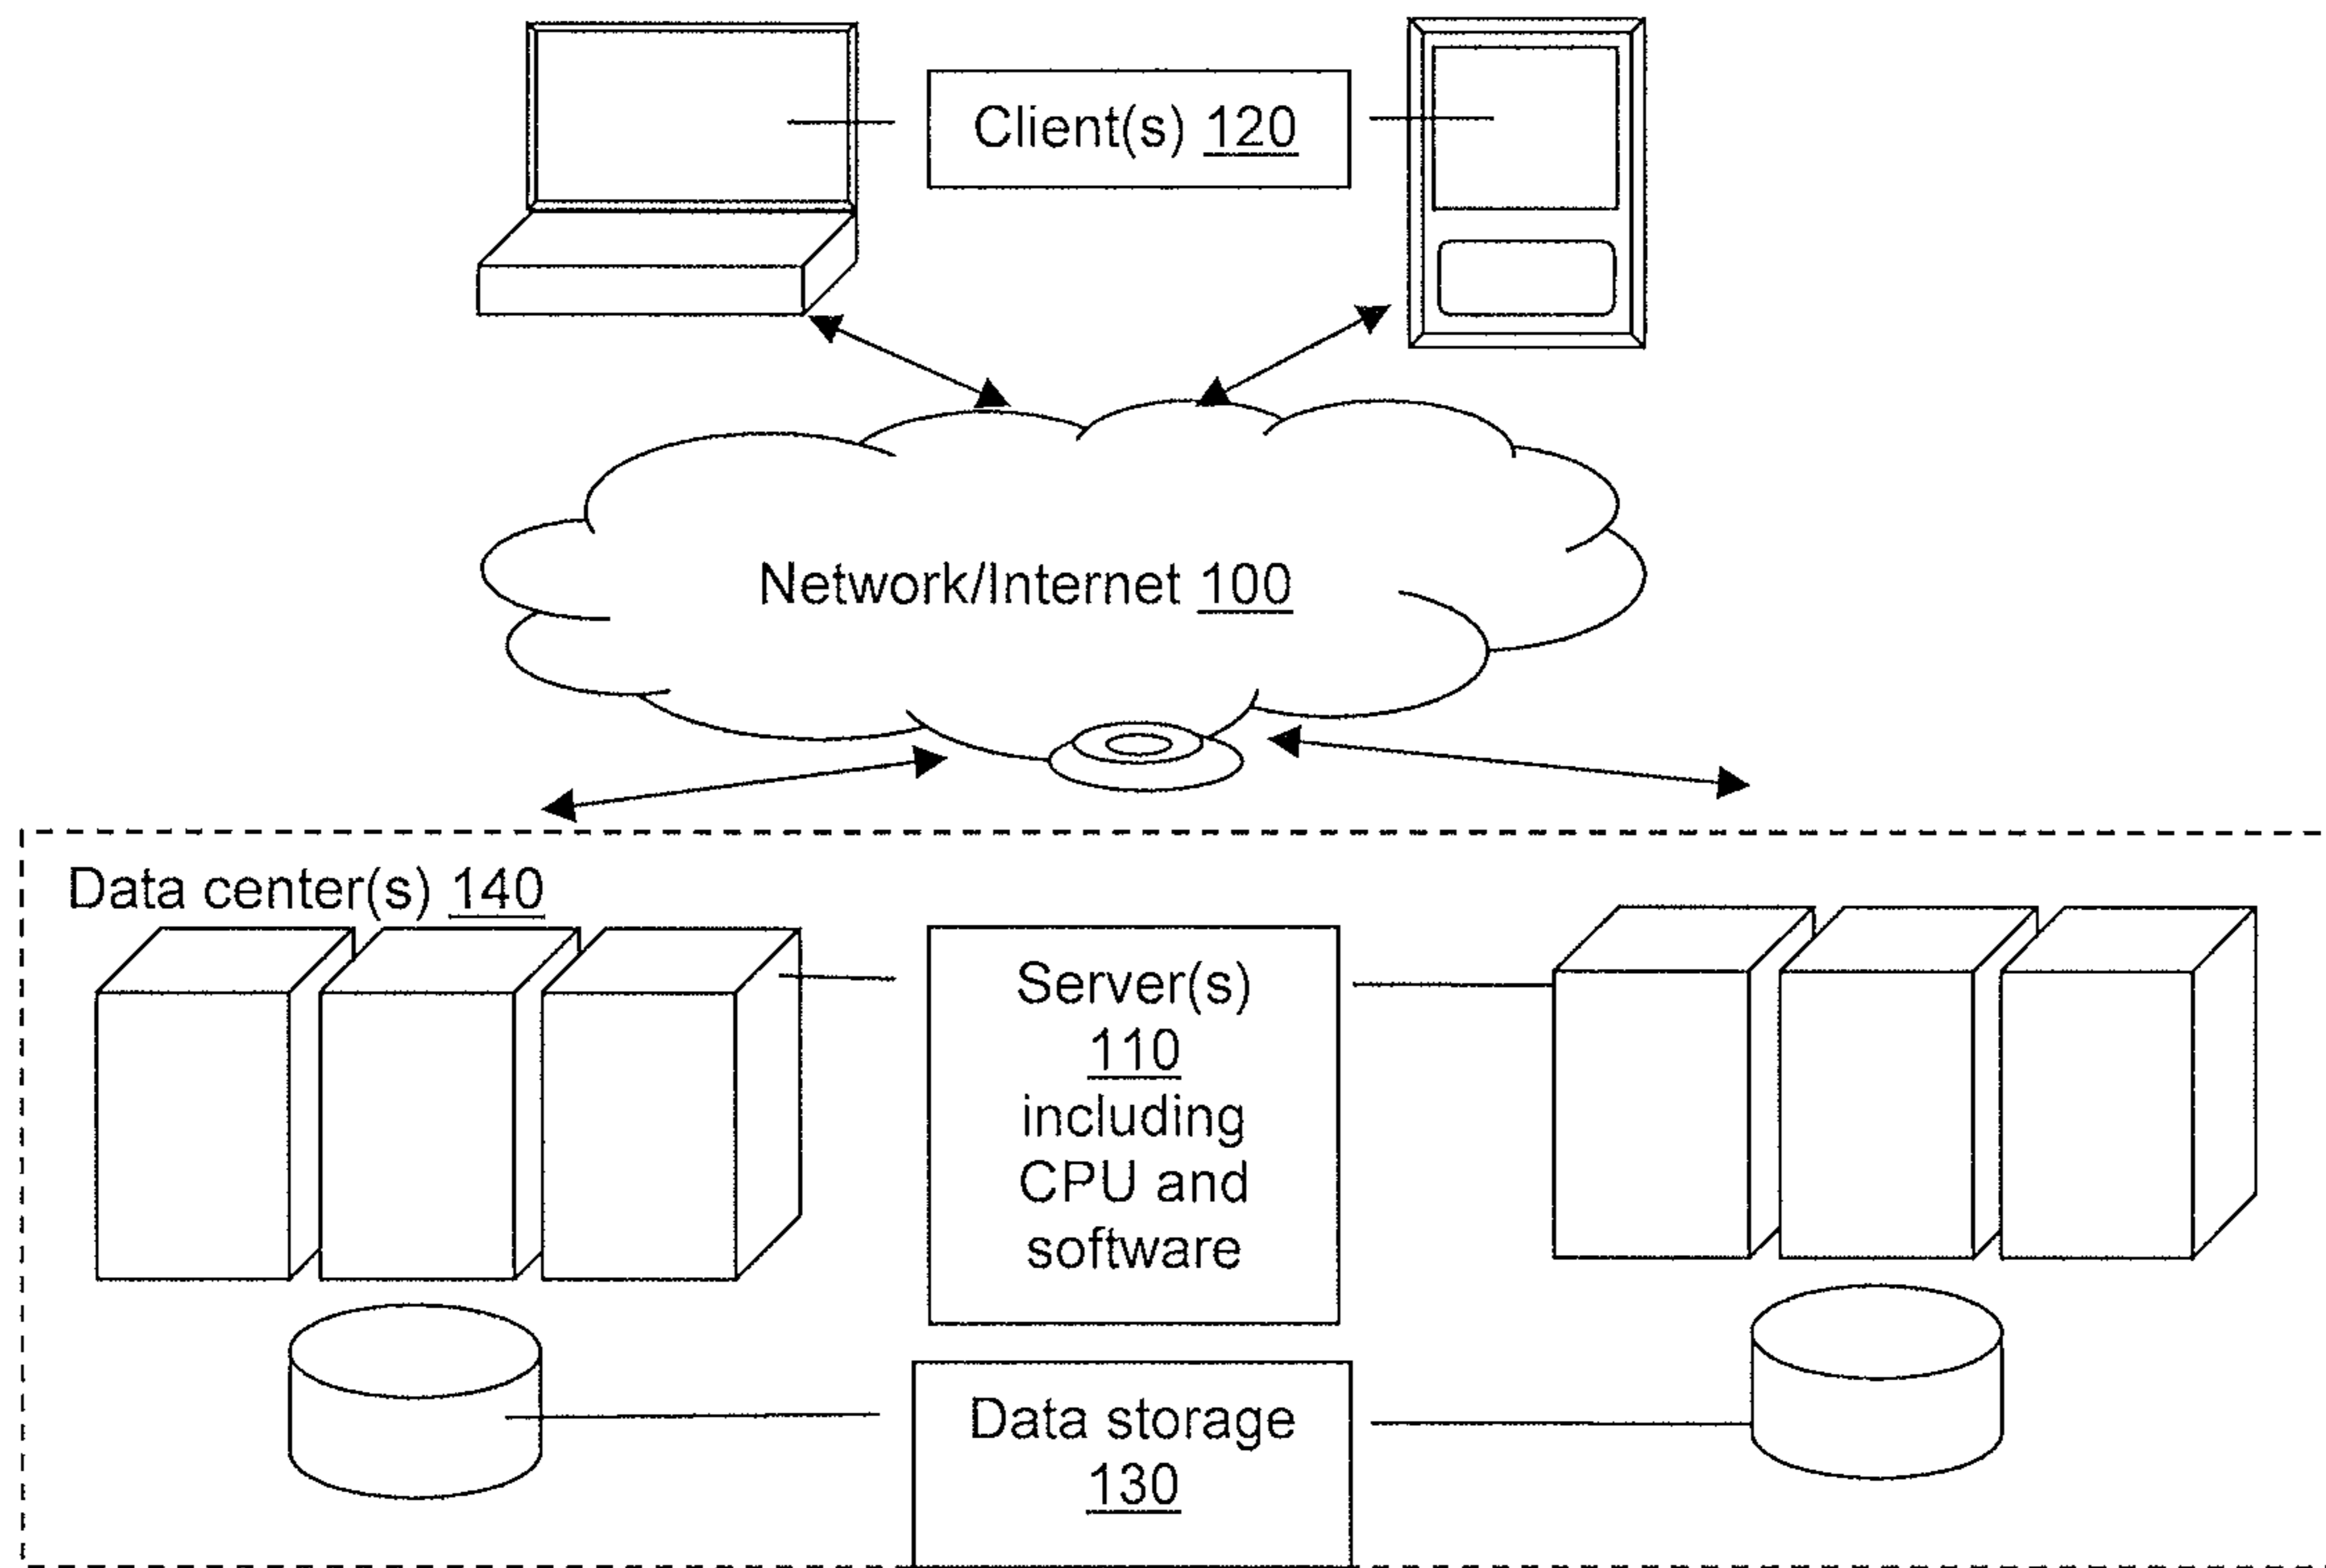 Client(s) 120
Network/Internet 100
Data center(s) 140
Server(s)
110
including
CPU and
software
Data storage
130